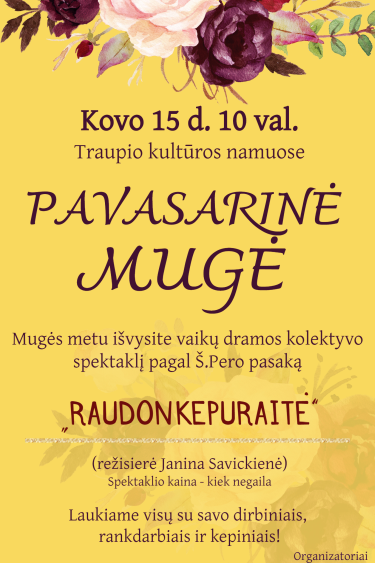 Kovo 15 d. 10 val.
Traupio kultūros namuose
PAVASARINĖ
MUGĖ
Mugės metu išvysite vaikų dramos kolektyvo
spektaklį pagal Š.Pero pasaką
„RAUDONKEPURAITĖ“
(režisierė Janina Savickienė)
Spektaklio kaina - kiek negaila
Laukiame visų su savo dirbiniais,
rankdarbiais ir kepiniais!
Organizatoriai